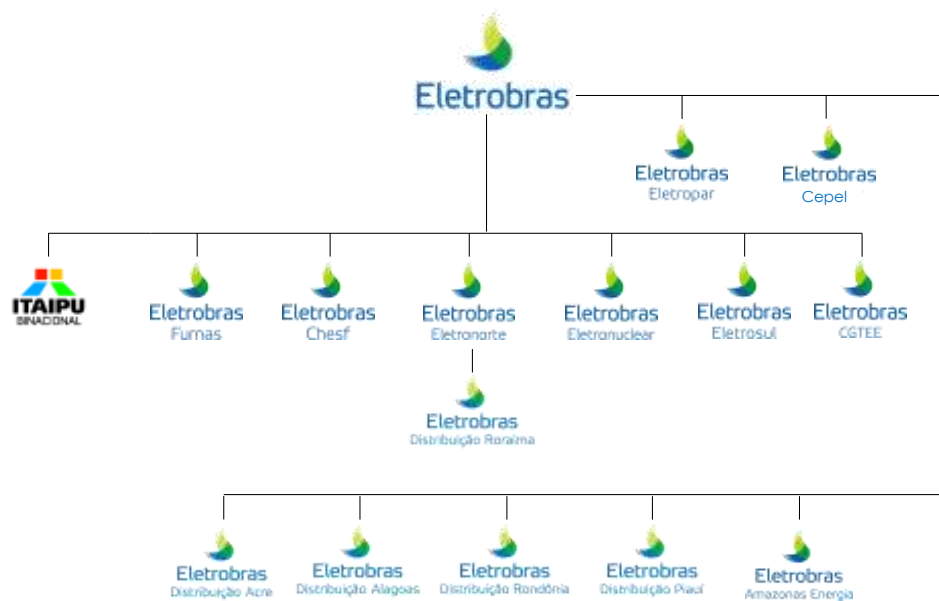 Eletrobras
Eletrobras
Eletropar
Eletrobras
Cepel
ITAIPU
BINACIONAL
Eletrobras
Furnas
Eletrobras
Chesf
Eletrobras
Eletronorte
Eletrobras
Eletronuclear
Eletrobras
Eletrosul
Eletrobras
CGTEE
Eletrobras
Distribuição Roraima
Eletrobras
Distribuição Acre
Eletrobras
Distribuição Alagoas
Eletrobras
Distribuição Rondônia
Eletrobras
Distribuição Piauí
Eletrobras
Amazonas Energia